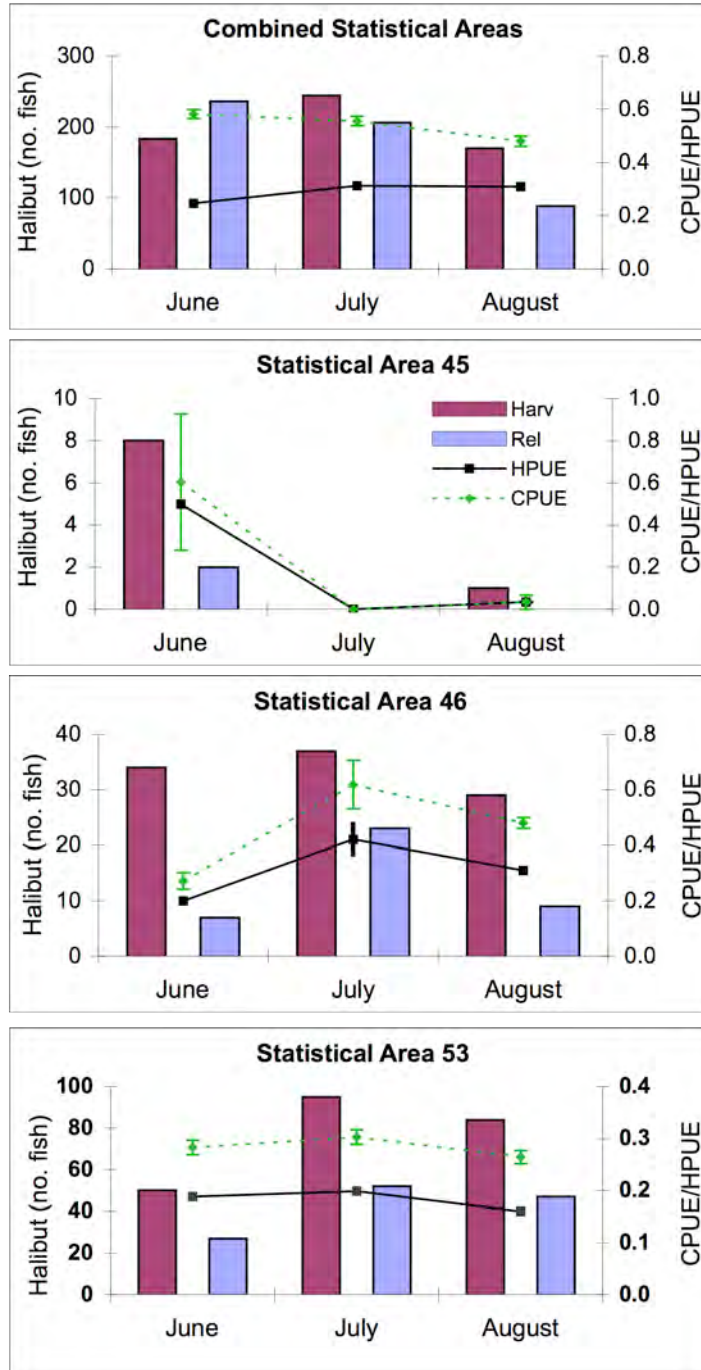 Combined Statistical Areas
Halibut (no. fish)
300
200
100
0
0.8
0.6
0.4
0.2
0.0
CPUE/HPUE
June July August
Statistical Area 45
Halibut (no. fish)
10
8
6
4
2
0
Harv
Rel
HPUE
CPUE
1.0
0.8
0.6
0.4
0.2
0.0
CPUE/HPUE
June July August
Statistical Area 46
Halibut (no. fish)
40
30
20
10
0
0.8
0.6
0.4
0.2
0.0
CPUE/HPUE
June July August
Statistical Area 53
Halibut (no. fish)
100
80
60
40
20
0
0.4
0.3
0.2
0.1
0.0
CPUE/HPUE
June July August